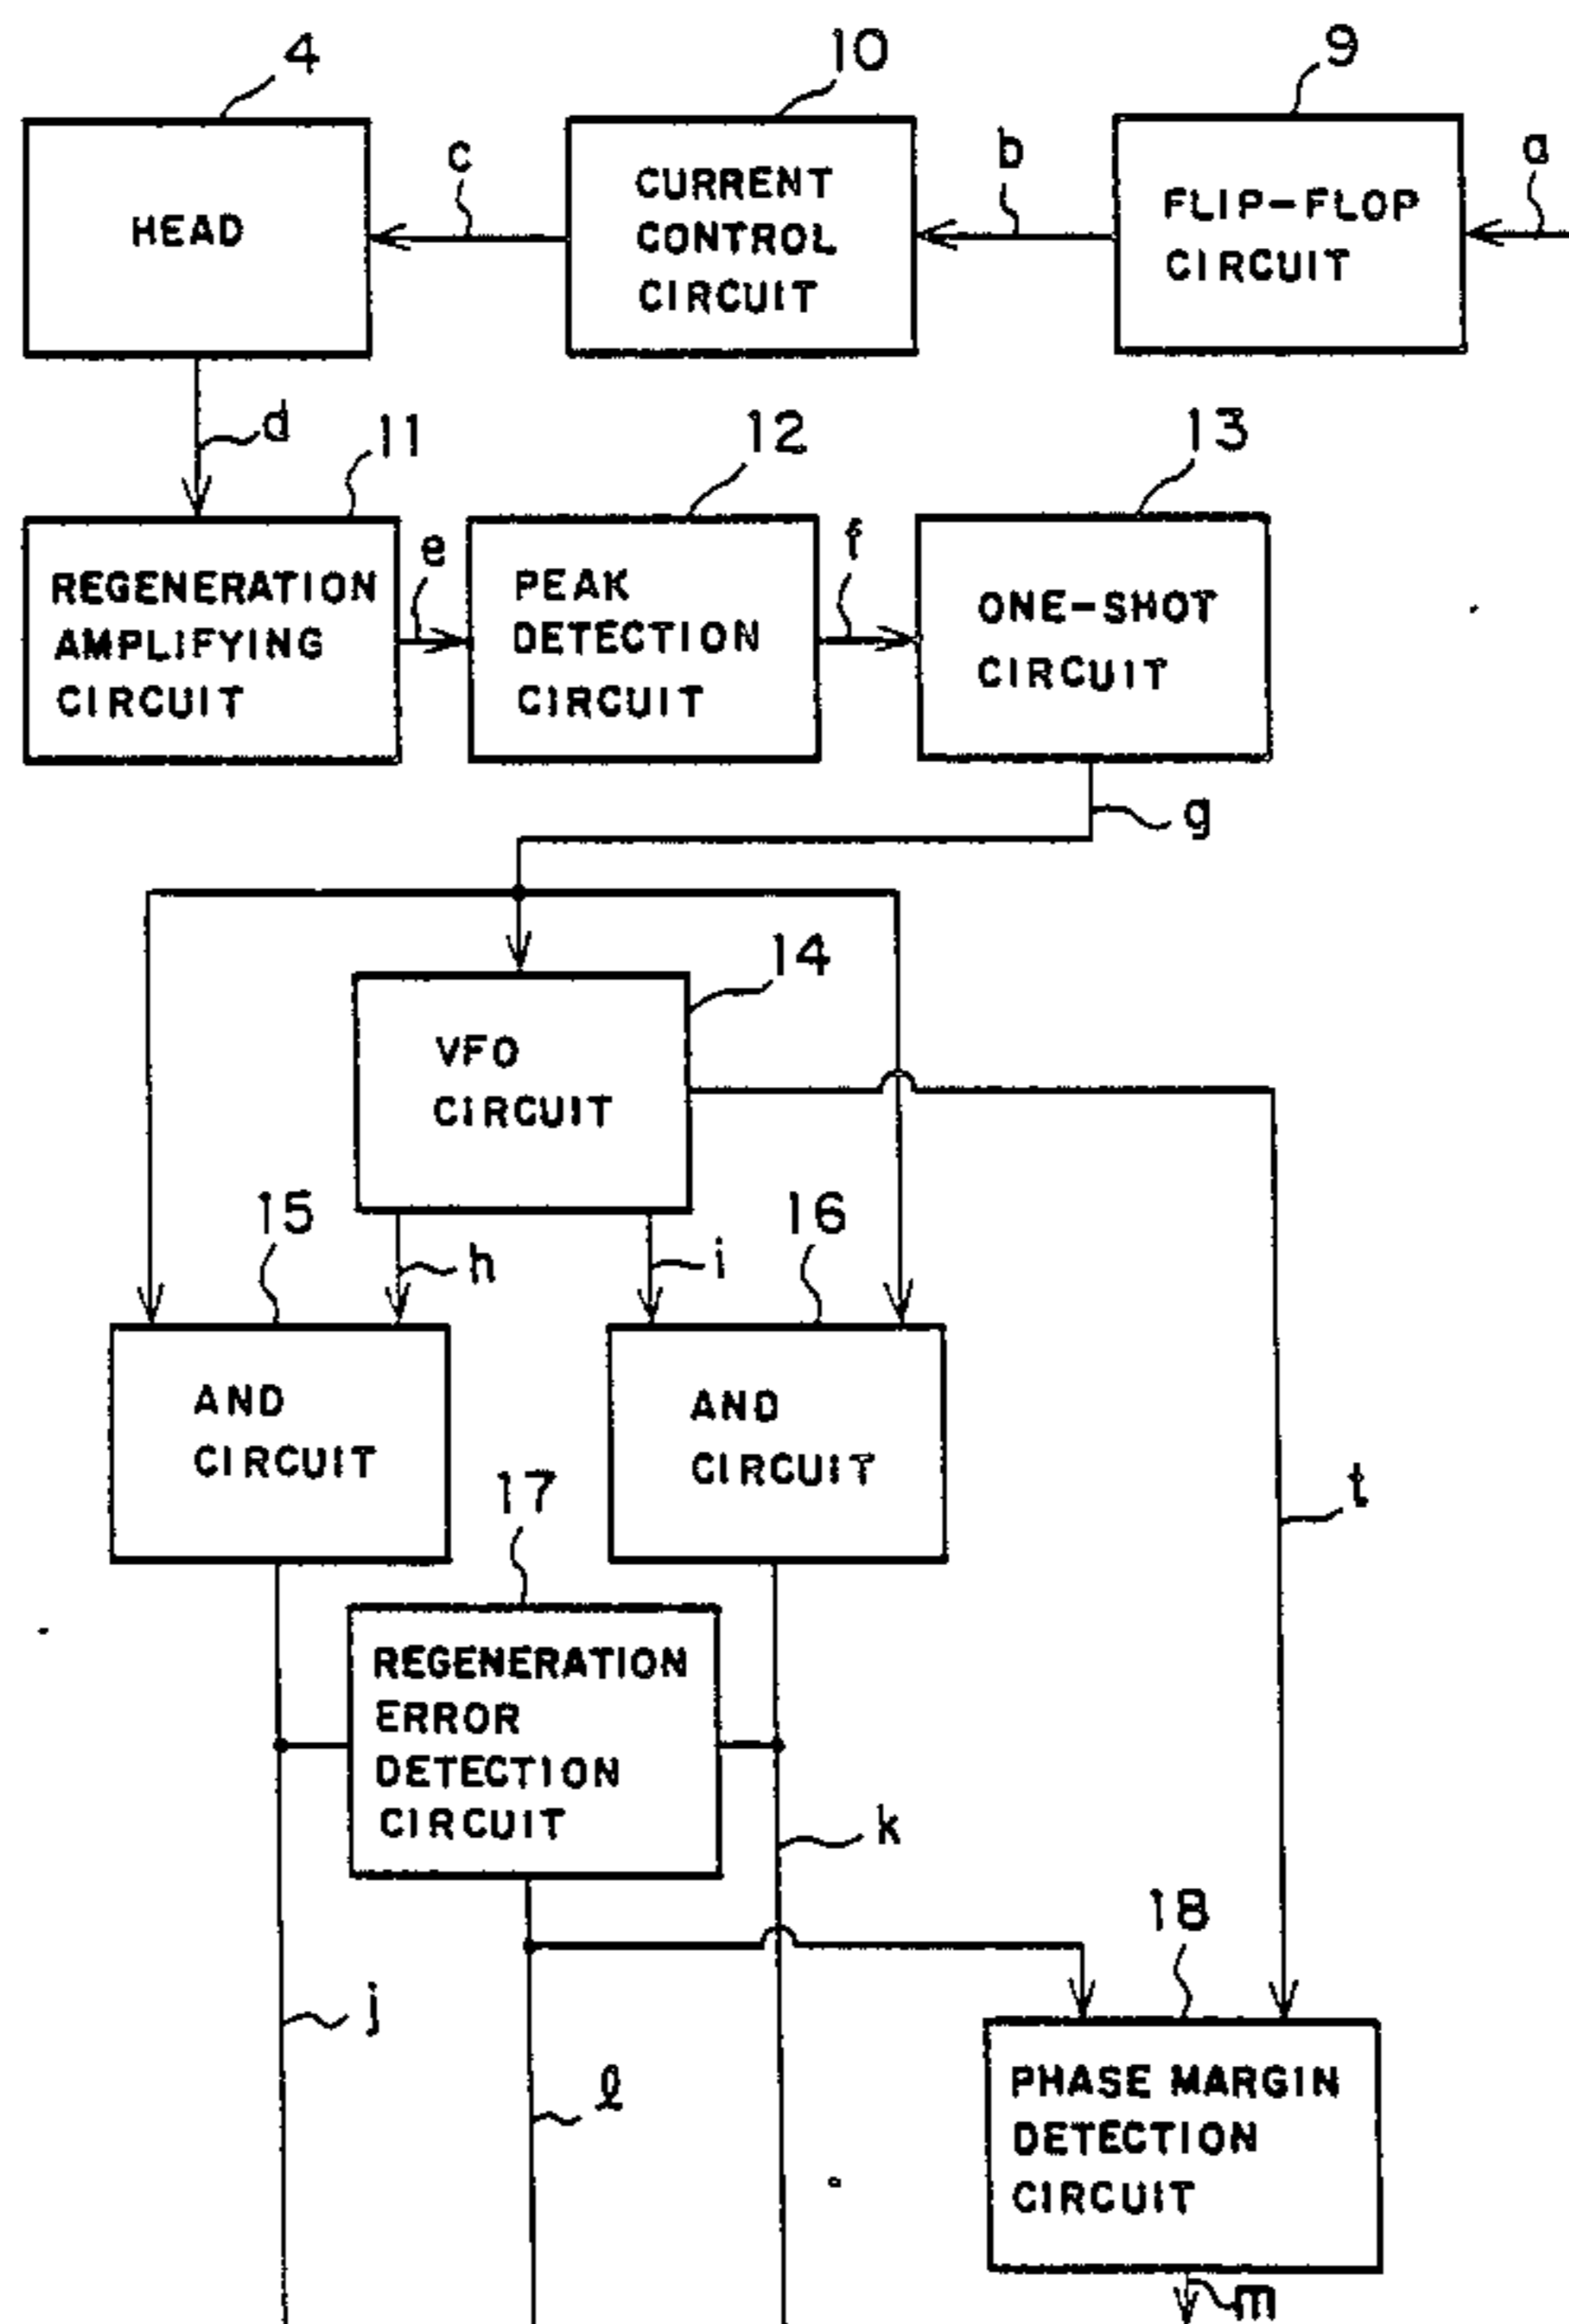 4
10
9
HEAD
c
CURRENT
CONTROL
CIRCUIT
b
FLIP-FLOP
CIRCUIT
a
d
11
12
13
REGENERATION
AMPLIFYING
CIRCUIT
e
PEAK
DETECTION
CIRCUIT
f
ONE-SHOT
CIRCUIT
g
14
VFO
CIRCUIT
15
h
i
16
AND
CIRCUIT
AND
CIRCUIT
t
17
REGENERATION
ERROR
DETECTION
CIRCUIT
k
18
j
ℓ
PHASE MARGIN
DETECTION
CIRCUIT
m